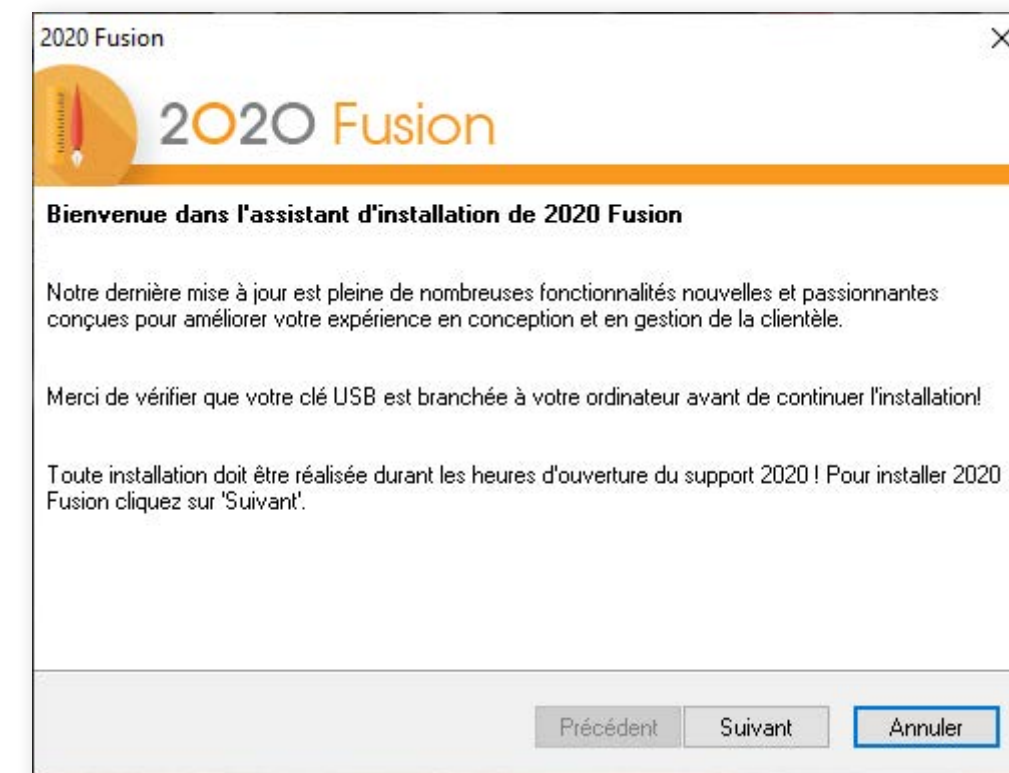 2020 Fusion
2020 Fusion
Bienvenue dans l'assistant d'installation de 2020 Fusion
Notre dernière mise à jour est pleine de nombreuses fonctionnalités nouvelles et passionnantes
conçues pour améliorer votre expérience en conception et en gestion de la clientèle.
Merci de vérifier que votre clé USB est branchée à votre ordinateur avant de continuer l'installation!
Toute installation doit être réalisée durant les heures d'ouverture du support 2020 ! Pour installer 2020
Fusion cliquez sur 'Suivant'.
Précédent Suivant Annuler